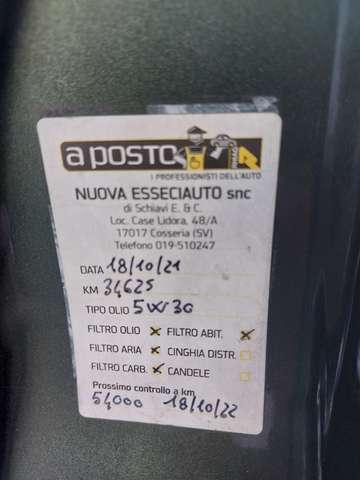 a posto
I PROFESSIONISTI DELL'AUTO
NUOVA ESSECIAUTO snc
di Schiavi E. & C.
Loc. Case Lidora, 48/A
17017 Cosseria (SV)
Telefono 019-510247
DATA 18/10/21
KM 34625
TIPO OLIO 5W30
FILTRO OLIO X FILTRO ABIT. X
FILTRO ARIA X CINGHIA DISTR.
FILTRO CARB. X CANDELE
Prossimo controllo a km
54000 18/10/22